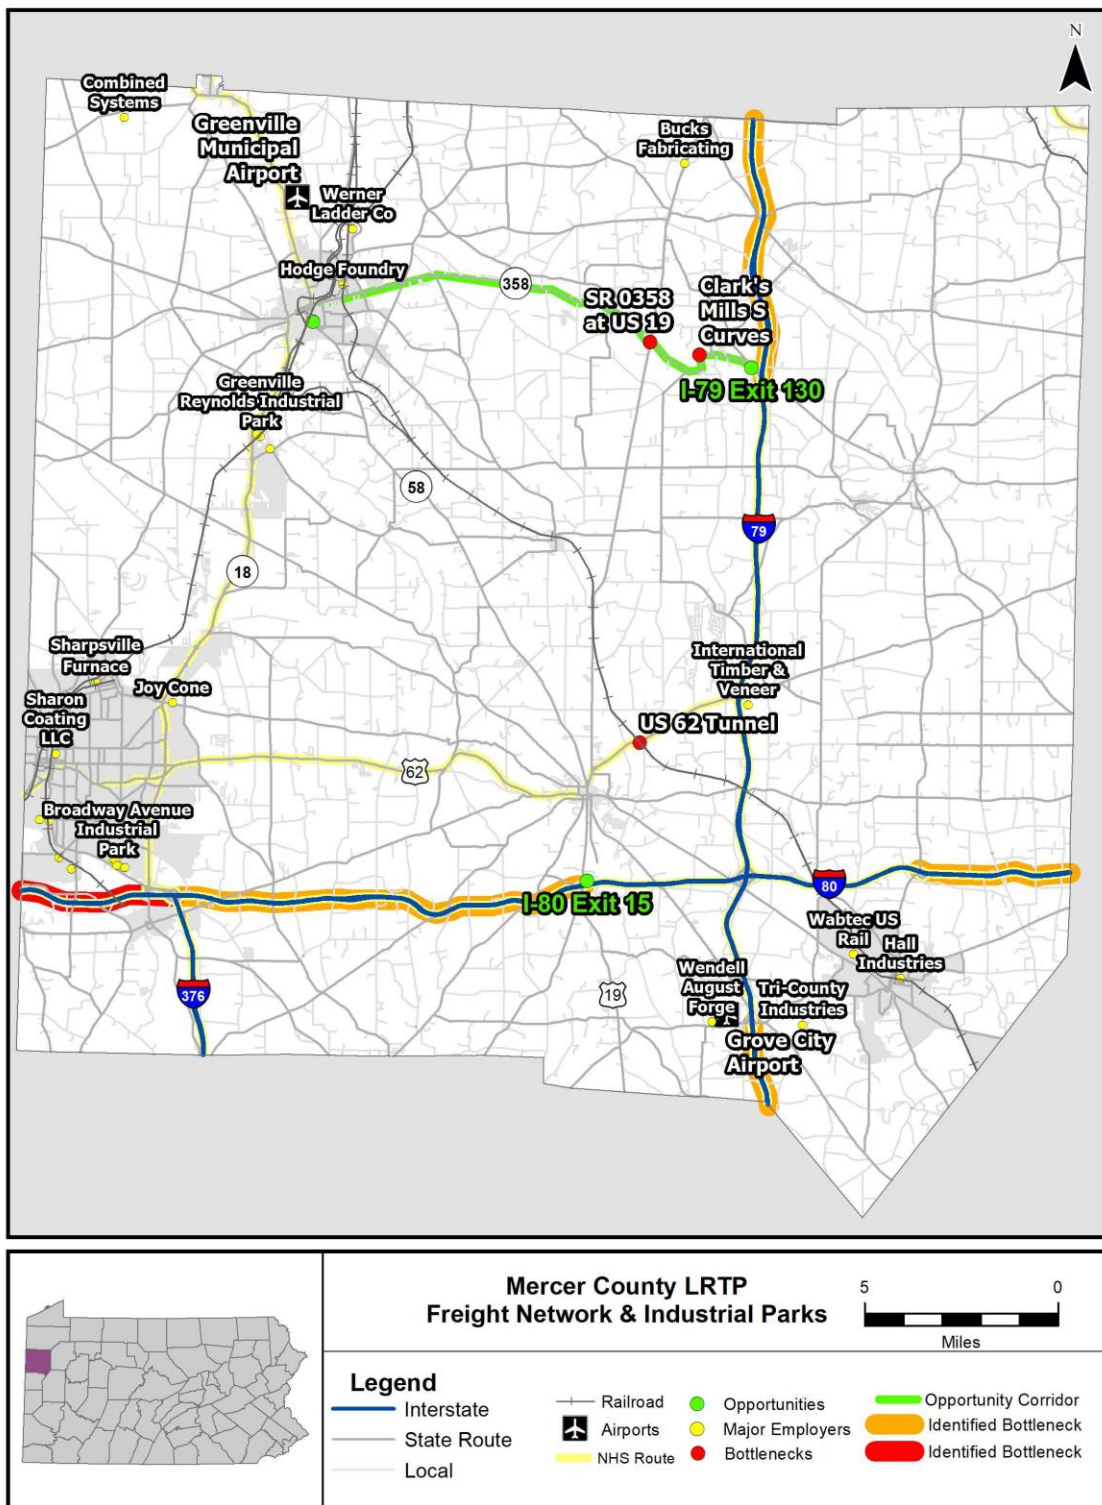 N
Combined
Systems
Greenville
Municipal
Airport
Bucks
Fabricating
Werner
Ladder Co
Hodge Foundry
358
SR 0358
at US 19
Clark's
Mills S
Curves
I-79 Exit 130
Greenville
Reynolds Industrial
Park
58
79
18
Sharpsville
Furnace
International
Timber &
Veneer
Joy Cone
Sharon
Coating
LLC
US 62 Tunnel
62
Broadway Avenue
Industrial
Park
80
I-80 Exit 15
Wabtec US
Rail
Hall
Industries
376
19
Wendell
August
Forge
Tri-County
Industries
Grove City
Airport
Mercer County LRTP
Freight Network & Industrial Parks
5 0
Miles
Legend
Interstate
State Route
Local
Railroad
Airports
NHS Route
Opportunities
Major Employers
Bottlenecks
Opportunity Corridor
Identified Bottleneck
Identified Bottleneck